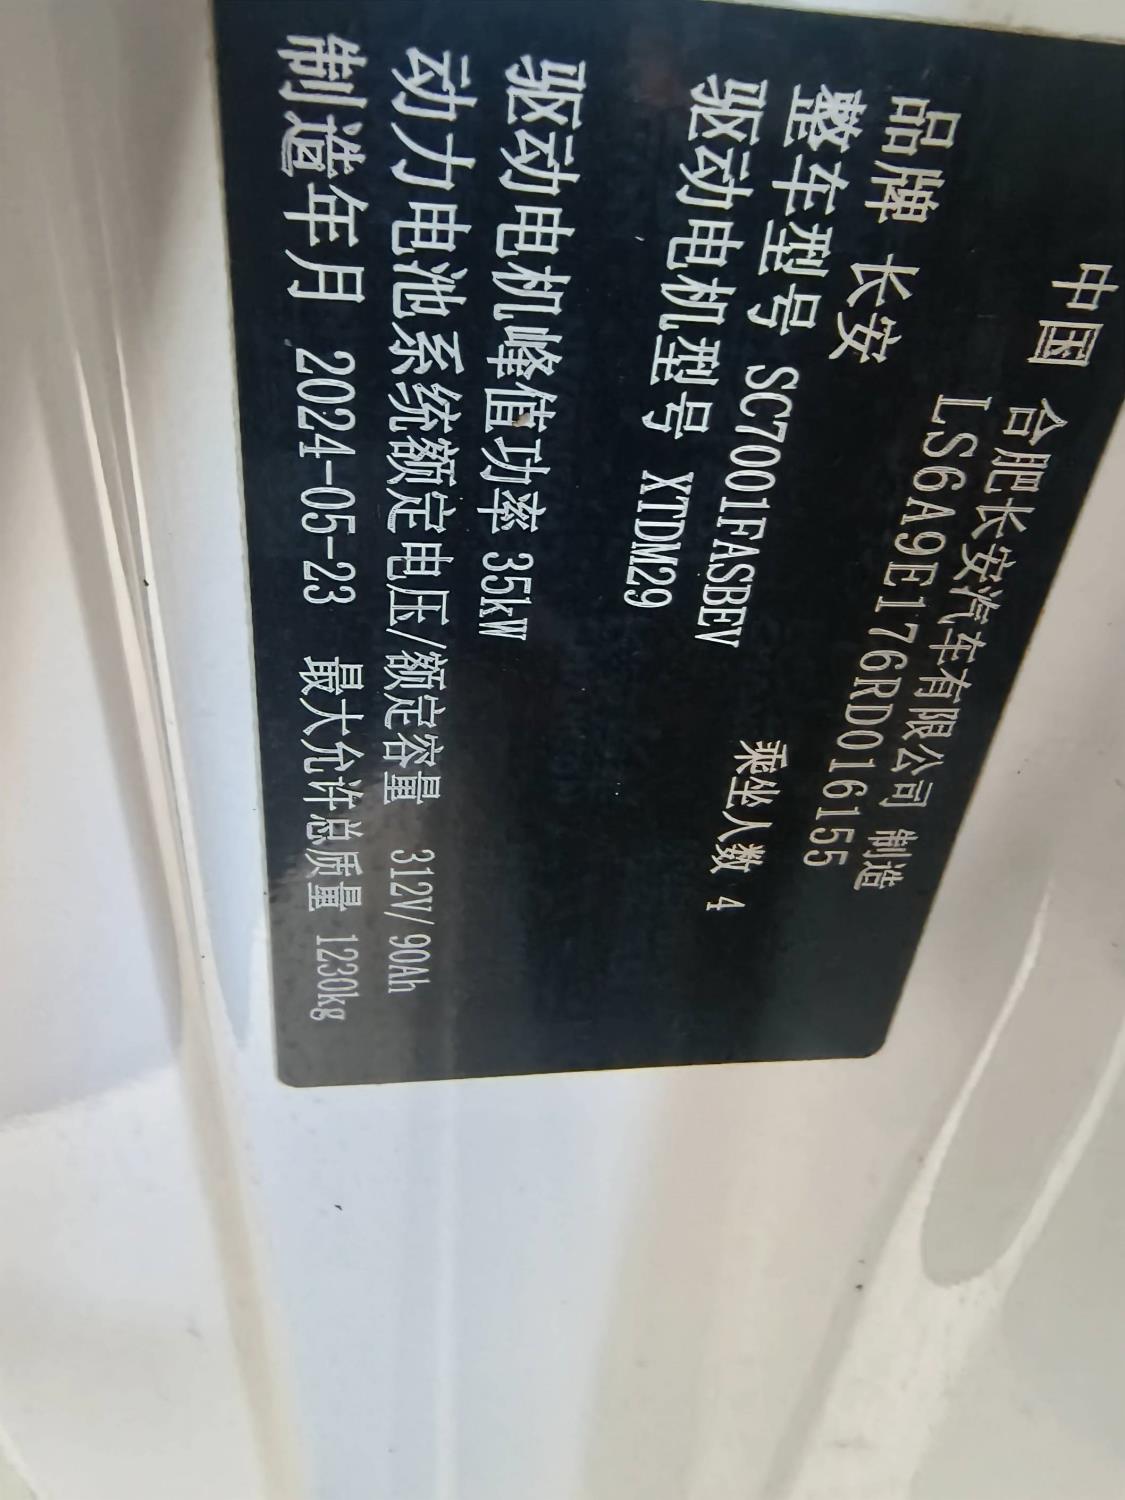 中国 合肥长安汽车有限公司 制造
LS6A9E176RD016155
品牌 长安
整车型号 SC7001FASBEV 乘坐人数 4
驱动电机型号 XTDM29
驱动电机峰值功率 35kW
动力电池系统额定电压/额定容量 312V/90Ah
制造年月 2024-05-23 最大允许总质量 1230kg